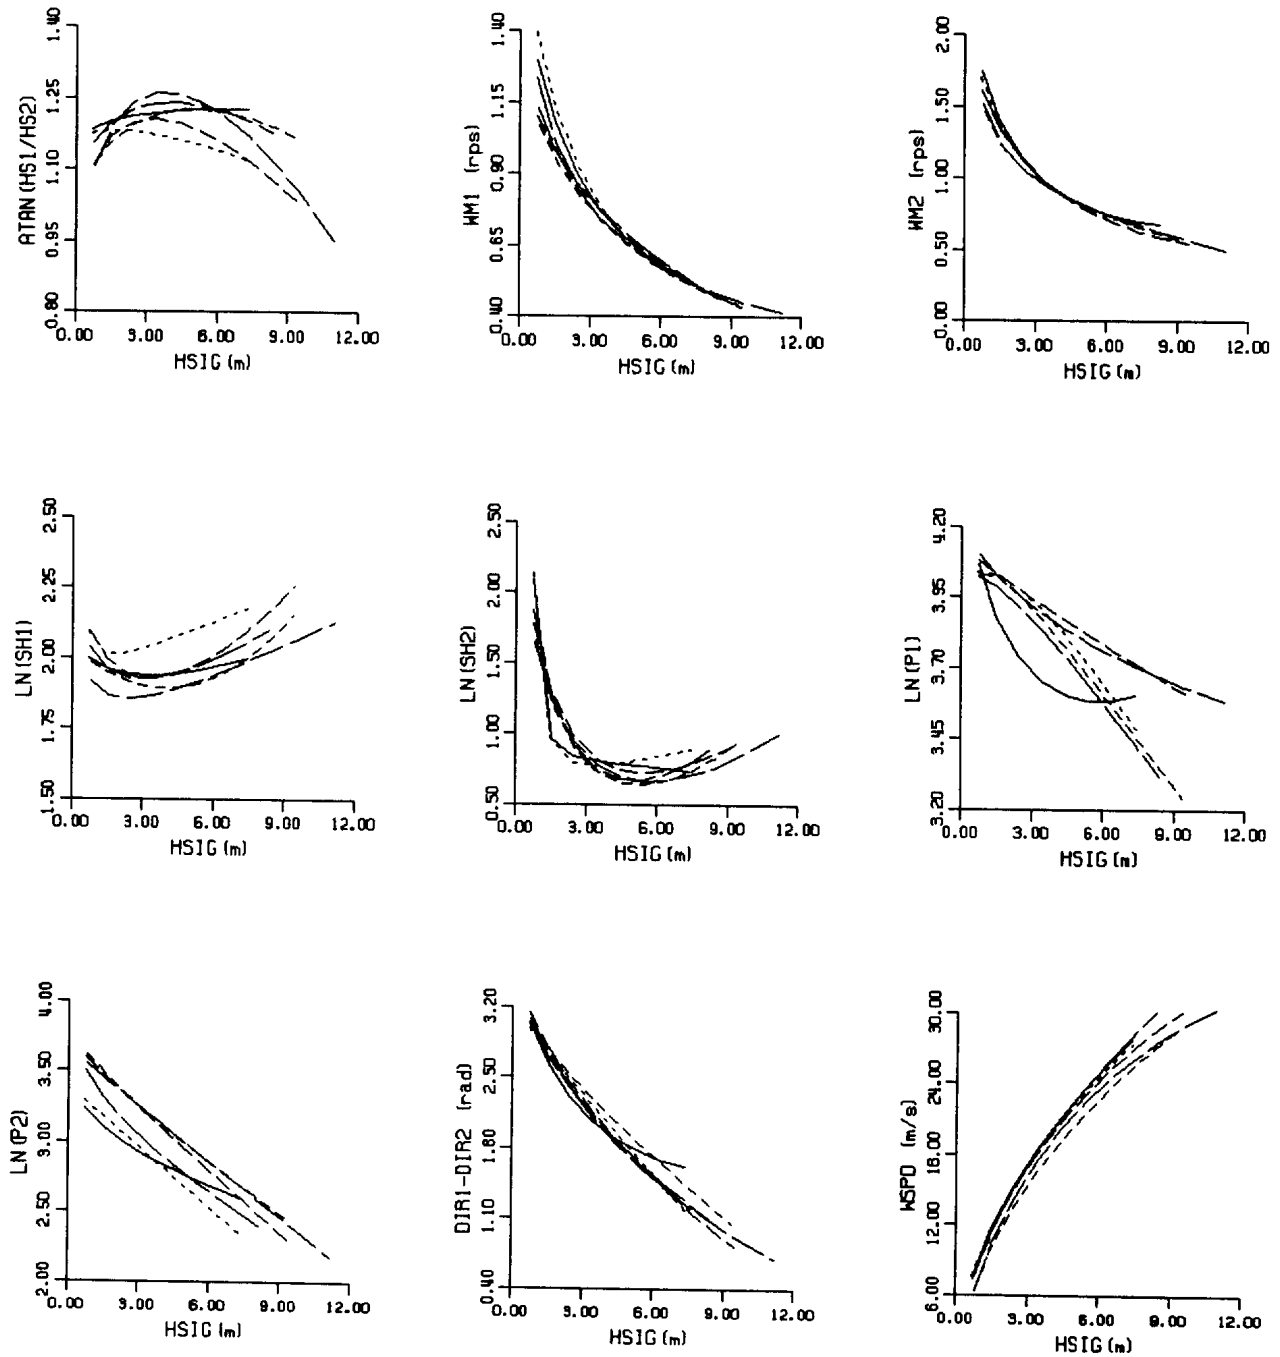 ATAN(HS1/HS2)
1.40
1.25
1.10
0.95
0.80
0.00 3.00 6.00 9.00 12.00
HSIG (m)
WM1 (rps)
1.40
1.15
0.90
0.65
0.40
0.00 3.00 6.00 9.00 12.00
HSIG (m)
WM2 (rps)
2.00
1.50
1.00
0.50
0.00
0.00 3.00 6.00 9.00 12.00
HSIG (m)
LN(SH1)
2.50
2.25
2.00
1.75
1.50
0.00 3.00 6.00 9.00 12.00
HSIG (m)
LN(SH2)
2.50
2.00
1.50
1.00
0.50
0.00 3.00 6.00 9.00 12.00
HSIG (m)
LN(P1)
4.20
3.95
3.70
3.45
3.20
0.00 3.00 6.00 9.00 12.00
HSIG (m)
LN(P2)
4.00
3.50
3.00
2.50
2.00
0.00 3.00 6.00 9.00 12.00
HSIG (m)
DIR1-DIR2 (rad)
3.20
2.50
1.80
1.10
0.40
0.00 3.00 6.00 9.00 12.00
HSIG (m)
WSPD (m/s)
30.00
24.00
18.00
12.00
6.00
0.00 3.00 6.00 9.00 12.00
HSIG (m)